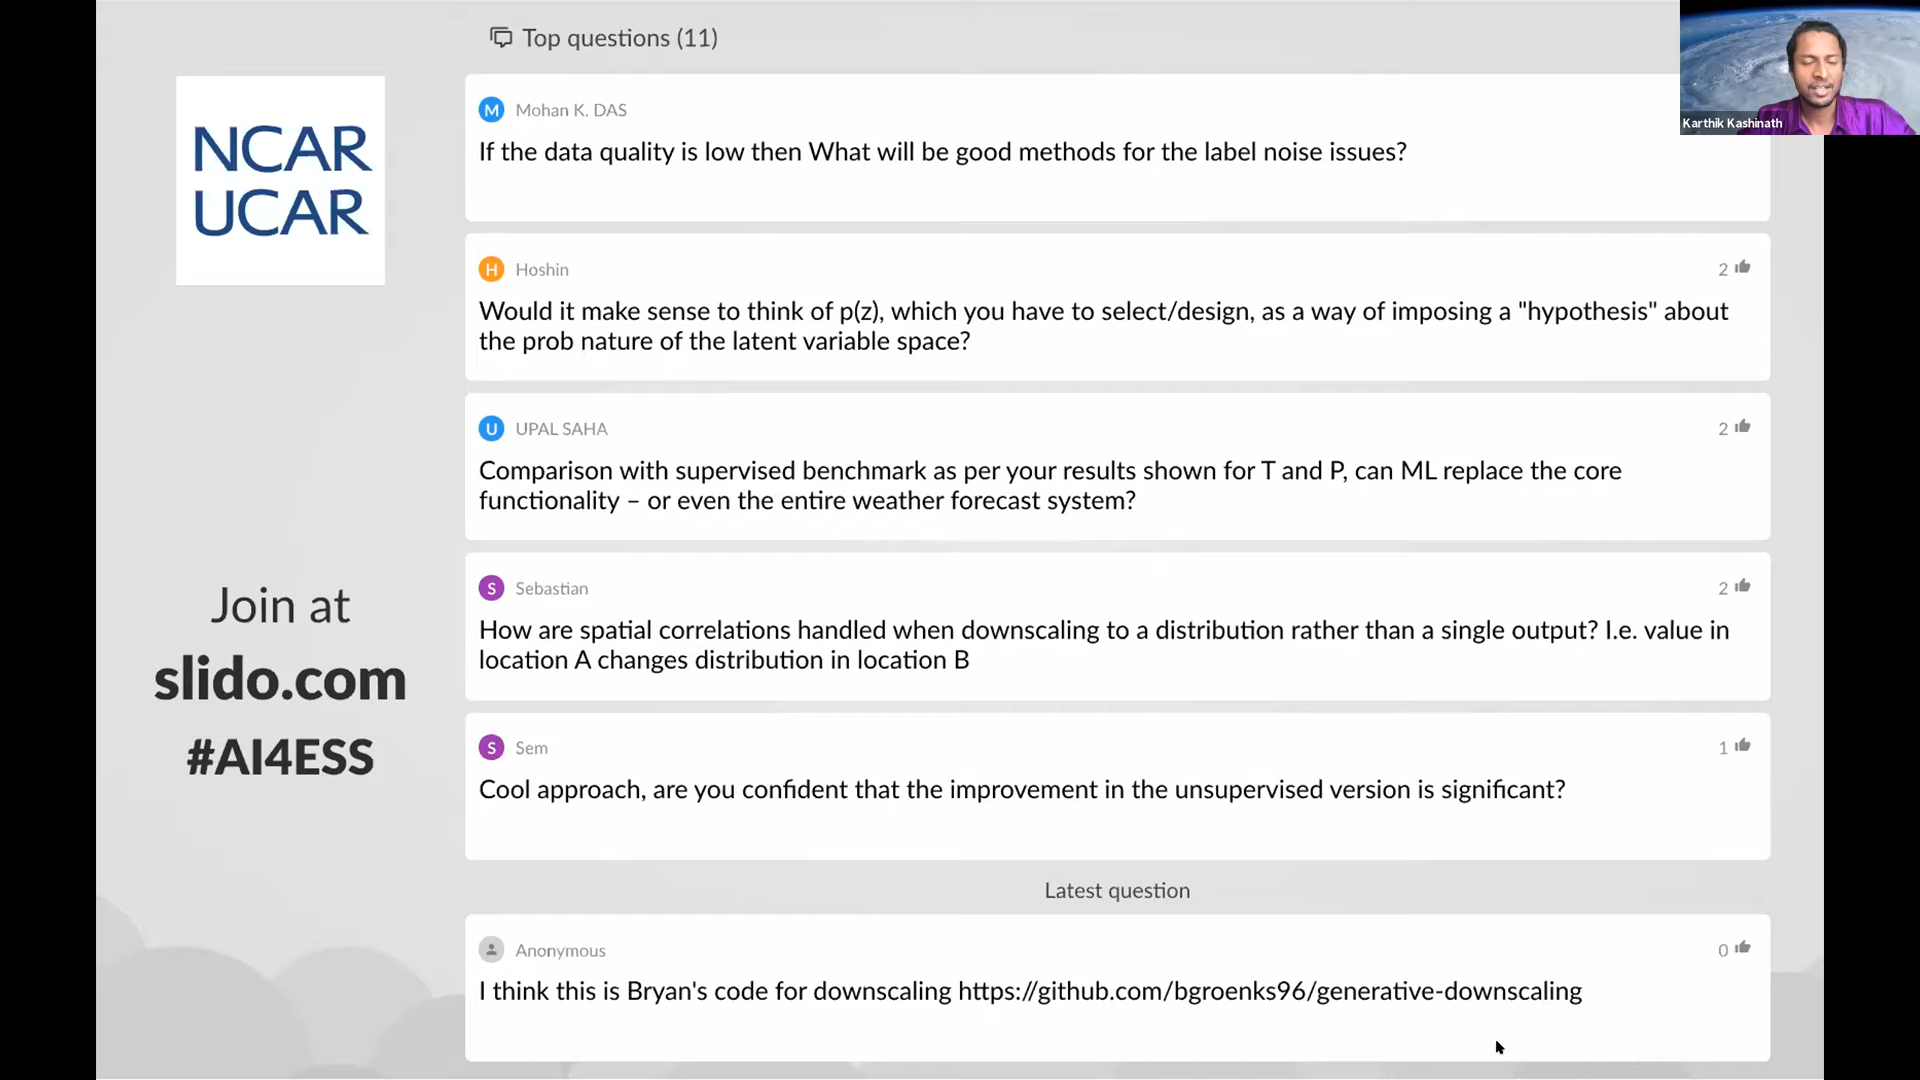 Top questions (11)
Karthik Kashinath
NCAR
UCAR
Join at
slido.com
#AI4ESS
M Mohan K. DAS
If the data quality is low then What will be good methods for the label noise issues?
H Hoshin 2
Would it make sense to think of p(z), which you have to select/design, as a way of imposing a "hypothesis" about
the prob nature of the latent variable space?
U UPAL SAHA 2
Comparison with supervised benchmark as per your results shown for T and P, can ML replace the core
functionality – or even the entire weather forecast system?
S Sebastian 2
How are spatial correlations handled when downscaling to a distribution rather than a single output? I.e. value in
location A changes distribution in location B
S Sem 1
Cool approach, are you confident that the improvement in the unsupervised version is significant?
Latest question
Anonymous 0
I think this is Bryan's code for downscaling https://github.com/bgroenks96/generative-downscaling